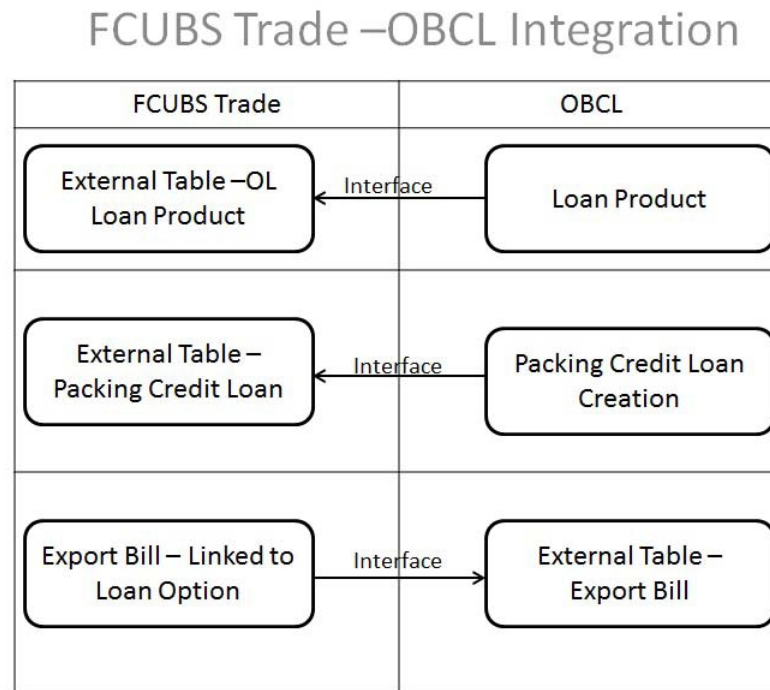 FCUBS Trade –OBCL Integration
FCUBS Trade
OBCL
External Table –OL
Loan Product
Interface
Loan Product
External Table –
Packing Credit Loan
Interface
Packing Credit Loan
Creation
Export Bill – Linked to
Loan Option
Interface
External Table –
Export Bill